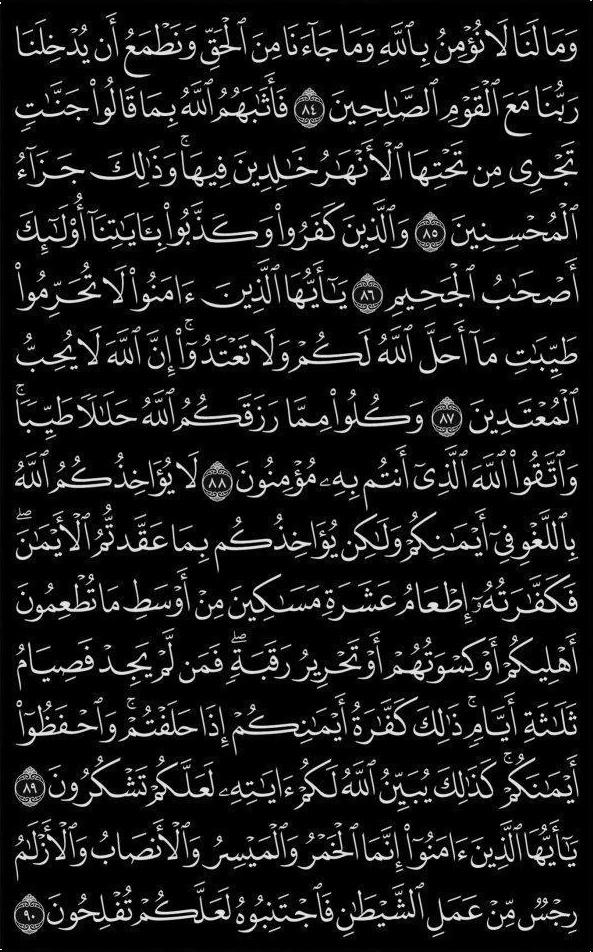 وَمَا لَنَا لَا نُؤْمِنُ بِٱللَّهِ وَمَا جَآءَنَا مِنَ ٱلْحَقِّ وَنَطْمَعُ أَن يُدْخِلَنَا
رَبُّنَا مَعَ ٱلْقَوْمِ ٱلصَّٰلِحِينَ ٨٤ فَأَثَٰبَهُمُ ٱللَّهُ بِمَا قَالُوا۟ جَنَّٰتٍ
تَجْرِى مِن تَحْتِهَا ٱلْأَنْهَٰرُ خَٰلِدِينَ فِيهَا ۚ وَذَٰلِكَ جَزَآءُ
ٱلْمُحْسِنِينَ ٨٥ وَٱلَّذِينَ كَفَرُوا۟ وَكَذَّبُوا۟ بِـَٔايَٰتِنَآ أُو۟لَٰٓئِكَ
أَصْحَٰبُ ٱلْجَحِيمِ ٨٦ يَٰٓأَيُّهَا ٱلَّذِينَ ءَامَنُوا۟ لَا تُحَرِّمُوا۟
طَيِّبَٰتِ مَآ أَحَلَّ ٱللَّهُ لَكُمْ وَلَا تَعْتَدُوٓا۟ ۚ إِنَّ ٱللَّهَ لَا يُحِبُّ
ٱلْمُعْتَدِينَ ٨٧ وَكُلُوا۟ مِمَّا رَزَقَكُمُ ٱللَّهُ حَلَٰلًا طَيِّبًا ۚ
وَٱتَّقُوا۟ ٱللَّهَ ٱلَّذِىٓ أَنتُم بِهِۦ مُؤْمِنُونَ ٨٨ لَا يُؤَاخِذُكُمُ ٱللَّهُ
بِٱللَّغْوِ فِىٓ أَيْمَٰنِكُمْ وَلَٰكِن يُؤَاخِذُكُم بِمَا عَقَّدتُّمُ ٱلْأَيْمَٰنَ ۖ
فَكَفَّٰرَتُهُۥٓ إِطْعَامُ عَشَرَةِ مَسَٰكِينَ مِنْ أَوْسَطِ مَا تُطْعِمُونَ
أَهْلِيكُمْ أَوْ كِسْوَتُهُمْ أَوْ تَحْرِيرُ رَقَبَةٍ ۖ فَمَن لَّمْ يَجِدْ فَصِيَامُ
ثَلَٰثَةِ أَيَّامٍ ۚ ذَٰلِكَ كَفَّٰرَةُ أَيْمَٰنِكُمْ إِذَا حَلَفْتُمْ ۚ وَٱحْفَظُوٓا۟
أَيْمَٰنَكُمْ ۚ كَذَٰلِكَ يُبَيِّنُ ٱللَّهُ لَكُمْ ءَايَٰتِهِۦ لَعَلَّكُمْ تَشْكُرُونَ ٨٩
يَٰٓأَيُّهَا ٱلَّذِينَ ءَامَنُوٓا۟ إِنَّمَا ٱلْخَمْرُ وَٱلْمَيْسِرُ وَٱلْأَنصَابُ وَٱلْأَزْلَٰمُ
رِجْسٌ مِّنْ عَمَلِ ٱلشَّيْطَٰنِ فَٱجْتَنِبُوهُ لَعَلَّكُمْ تُفْلِحُونَ ٩٠